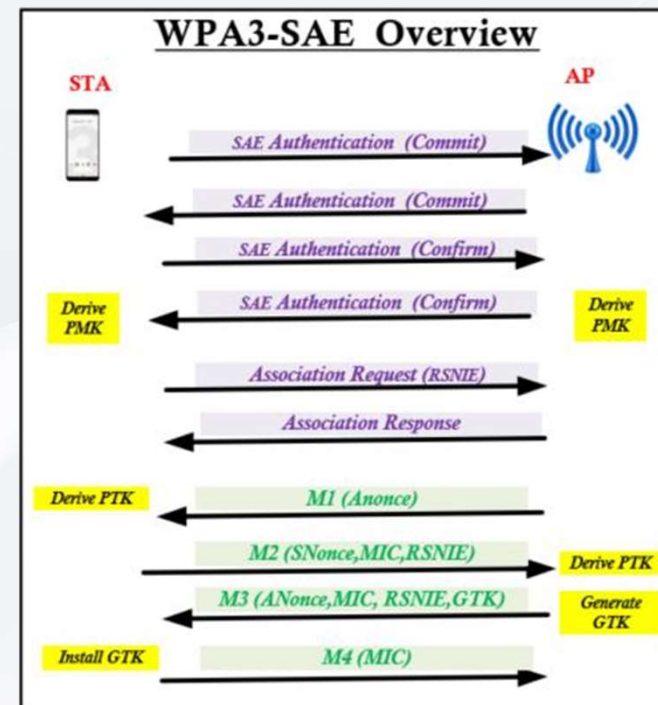 WPA3-SAE Overview
STA
AP
SAE Authentication (Commit)
SAE Authentication (Commit)
SAE Authentication (Confirm)
SAE Authentication (Confirm)
Derive
PMK
Derive
PMK
Association Request (RSNIE)
Association Response
Derive PTK
M1 (Anonce)
M2 (SNonce,MIC,RSNIE)
Derive PTK
M3 (ANonce,MIC, RSNIE,GTK)
Generate
GTK
Install GTK
M4 (MIC)